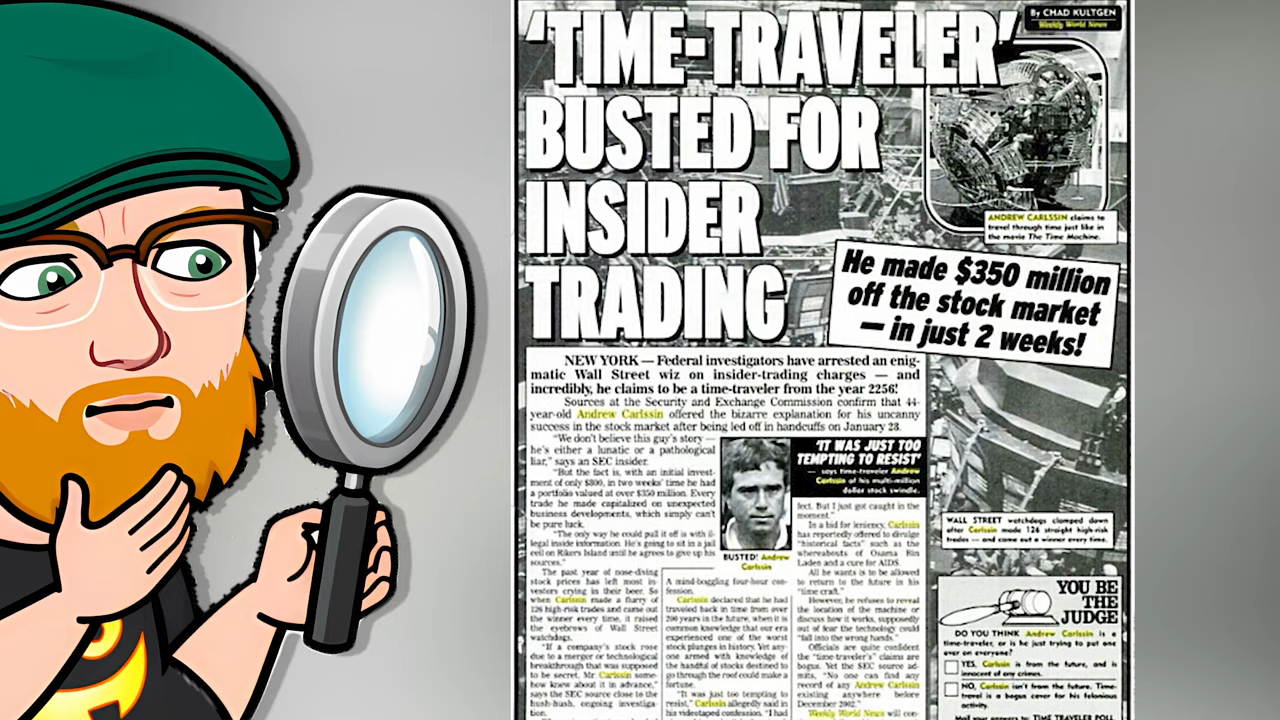 'TIME-TRAVELER'
BUSTED FOR
INSIDER
TRADING
By CHAD KULTGEN
Weekly World News
ANDREW CARLSSIN claims to
travel through time just like in
the movie The Time Machine.
He made $350 million
off the stock market
— in just 2 weeks!
NEW YORK — Federal investigators have arrested an enig-
matic Wall Street wiz on insider-trading charges — and
incredibly, he claims to be a time-traveler from the year 2256!
Sources at the Security and Exchange Commission confirm that 44-
year-old Andrew Carlssin offered the bizarre explanation for his uncanny
success in the stock market after being led off in handcuffs on January 28.
"We don't believe this guy's story —
he's either a lunatic or a pathological
liar," says an SEC insider.
"But the fact is, with an initial invest-
ment of only $800, in two weeks' time he had
a portfolio valued at over $350 million. Every
trade he made capitalized on unexpected
business developments, which simply can't
be pure luck.
"The only way he could pull it off is with il-
legal inside information. He's going to sit in a jail
cell on Rikers Island until he agrees to give up his
sources."
The past year of nose-diving
stock prices has left most in-
vestors crying in their beer. So
when Carlssin made a flurry of
126 high-risk trades and came out
the winner every time, it raised
the eyebrows of Wall Street
watchdogs.
"If a company's stock rose
due to a merger or technological
breakthrough that was supposed
to be secret, Mr. Carlssin some-
how knew about it in advance,"
says the SEC source close to the
hush-hush, ongoing investiga-
tion.
BUSTED! Andrew
Carlssin
A mind-boggling four-hour con-
fession.
Carlssin declared that he had
traveled back in time from over
200 years in the future, when it is
common knowledge that our era
experienced one of the worst
stock plunges in history. Yet any-
one armed with knowledge of
the handful of stocks destined to
go through the roof could make a
fortune.
"It was just too tempting to
resist," Carlssin allegedly said in
his videotaped confession. "I had
'IT WAS JUST TOO
TEMPTING TO RESIST'
— says time-traveler Andrew
Carlssin of his multi-million
dollar stock swindle.
fect. But I just got caught in the
moment."
In a bid for leniency, Carlssin
has reportedly offered to divulge
"historical facts" such as the
whereabouts of Osama Bin
Laden and a cure for AIDS.
All he wants is to be allowed
to return to the future in his
"time craft."
However, he refuses to reveal
the location of the machine or
discuss how it works, supposedly
out of fear the technology could
"fall into the wrong hands."
Officials are quite confident
the "time-traveler's" claims are
bogus. Yet the SEC source ad-
mits, "No one can find any
record of any Andrew Carlssin
existing anywhere before
December 2002."
Weekly World News will con-
WALL STREET watchdogs clamped down
after Carlssin made 126 straight high-risk
trades — and came out a winner every time.
YOU BE
THE
JUDGE
DO YOU THINK Andrew Carlssin is a
time-traveler, or is he just trying to put one
over on everyone?
YES, Carlssin is from the future, and is
innocent of any crimes.
NO, Carlssin isn't from the future. Time-
travel is a bogus cover for his felonious
activity.
Mail your answers to: TIME TRAVELER POLL